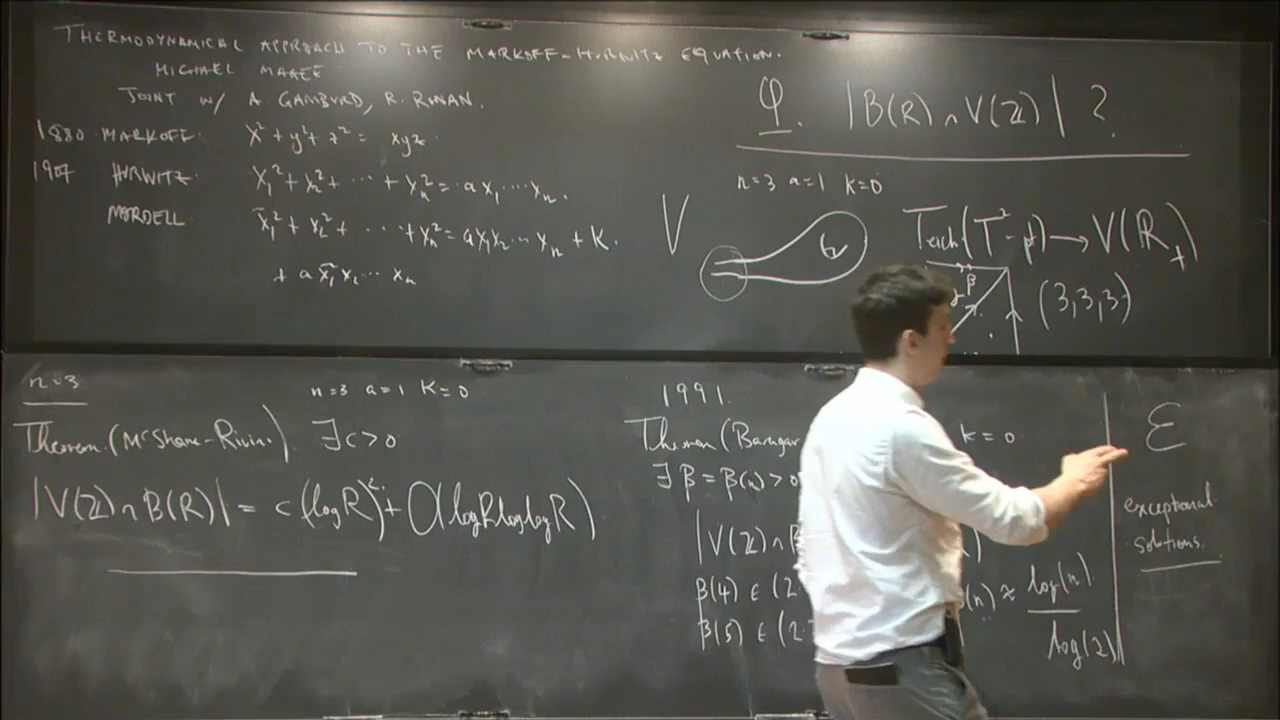 THERMODYNAMICAL APPROACH TO THE MARKOFF-HURWITZ EQUATION.
MICHAEL MAGEE
JOINT W/ A. GAMBURD, R. RONAN.
1880 MARKOFF. x² + y² + z² = xyz
1907 HURWITZ. x₁² + x₂² + ⋯ + x_n² = a x₁ ⋯ x_n.
MORDELL x₁² + x₂² + ⋯ + x_n² = a x₁ x₂ ⋯ x_n + K.
Q. |B(R) ∩ V(ℤ)| ?
n=3 a=1 k=0
V
Teich(T² - pt) → V(ℝ₊)
β
(3,3,3)
n=3
n=3 a=1 K=0
Theorem. (McShane-Rivin). ∃ c > 0
|V(ℤ) ∩ B(R)| = c (log R)² + O(log R log log R)
1991.
Theorem (Baragar
k = 0
∃ β = β(n) > 0
|V(ℤ) ∩ B
β(4) ∈ (2
(n) ≈ log(n)/log(2)
β(5) ∈ (2.
ℰ
exceptional
solutions.